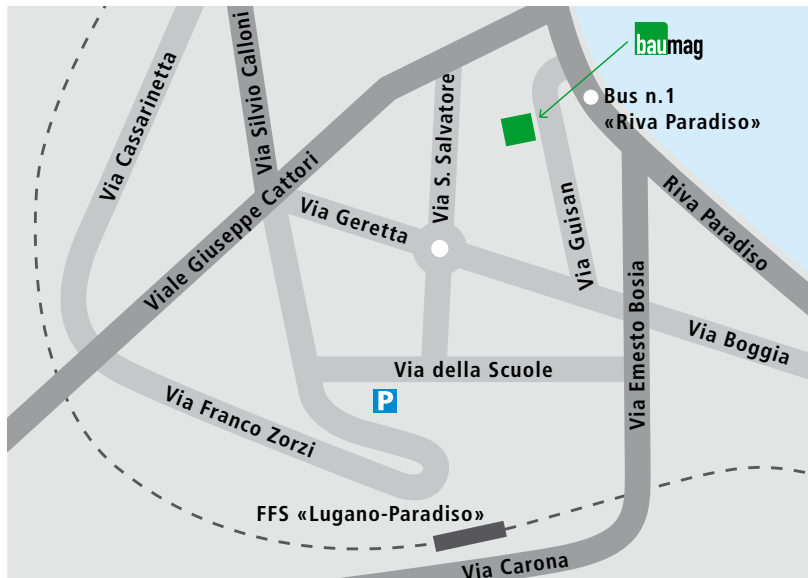 baumag
Bus n.1
«Riva Paradiso»
Via Cassarinetta
Via Silvio Calloni
Via S. Salvatore
Viale Giuseppe Cattori
Via Geretta
Via Guisan
Riva Paradiso
Via Emesto Bosia
Via Boggia
Via della Scuole
P
Via Franco Zorzi
FFS «Lugano-Paradiso»
Via Carona